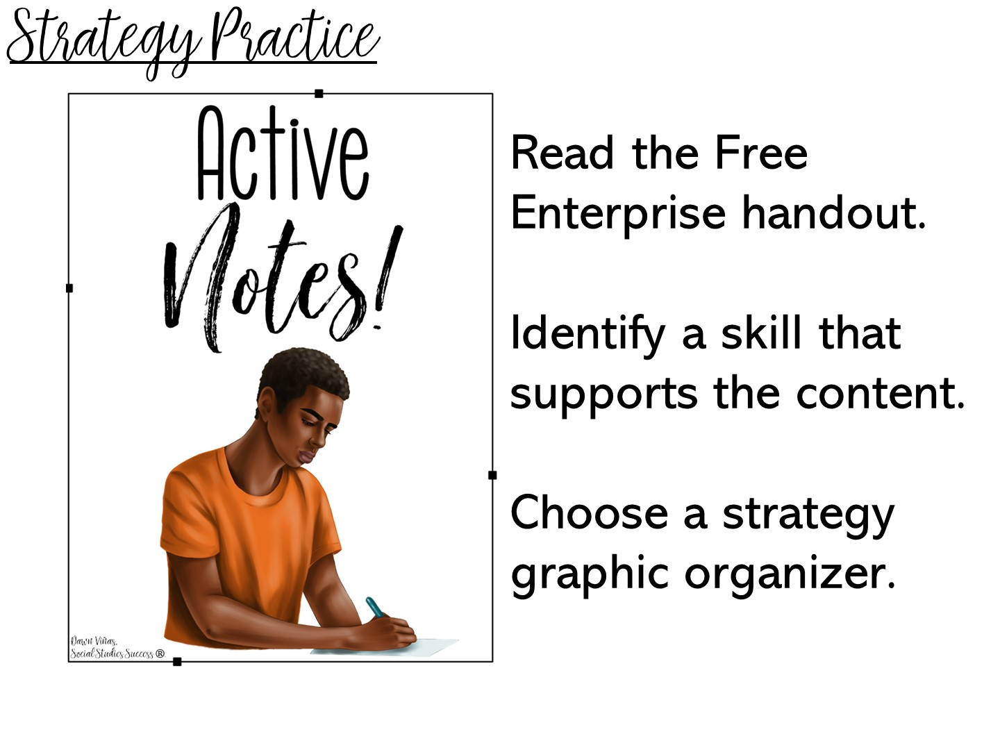 Strategy Practice
Active
Notes!
Read the Free
Enterprise handout.
Identify a skill that
supports the content.
Choose a strategy
graphic organizer.
Dawn Viñas,
Social Studies Success ®